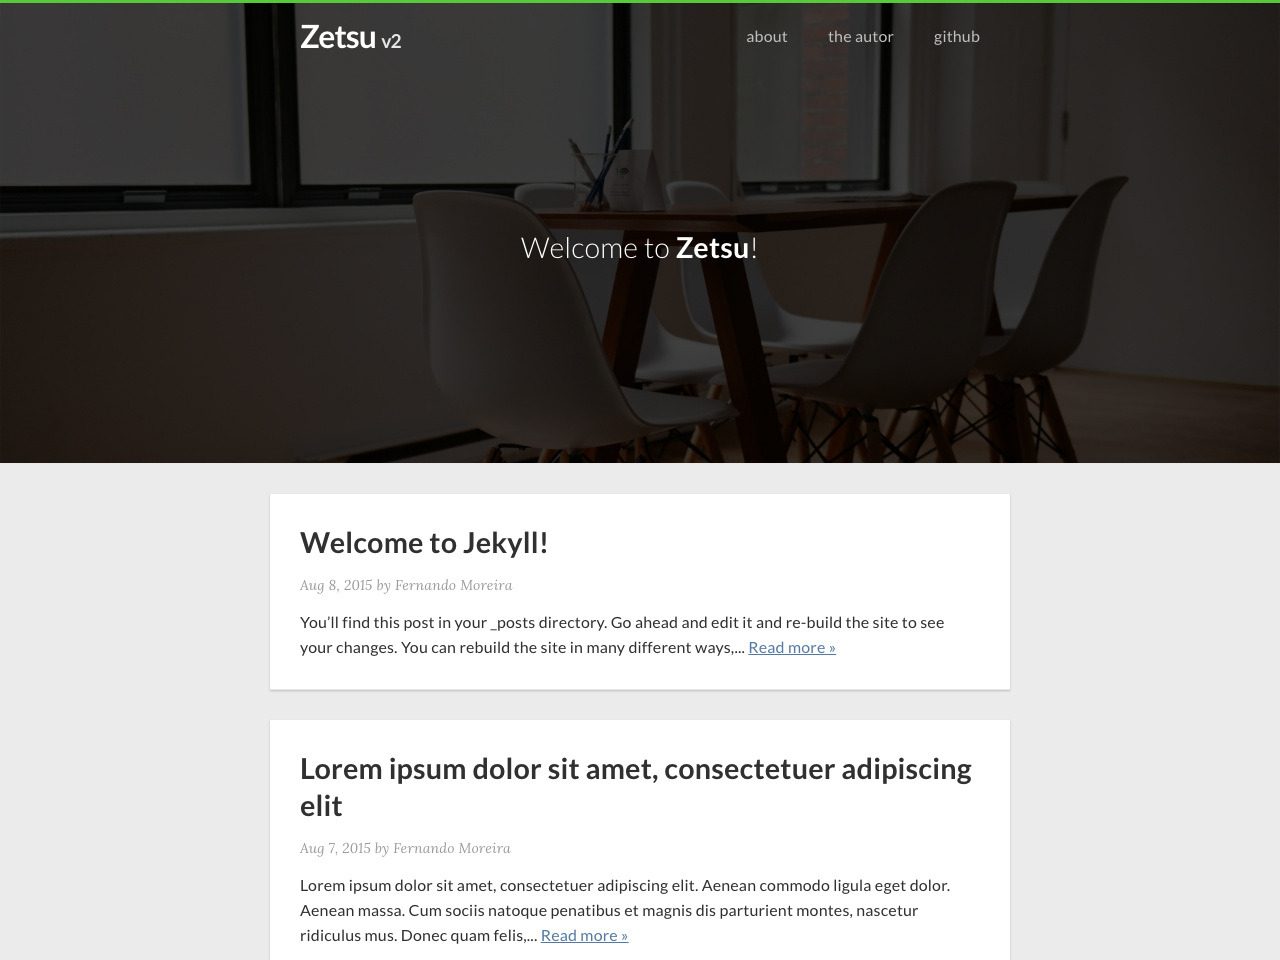 Zetsu v2
about the autor github
Welcome to Zetsu!
Welcome to Jekyll!
Aug 8, 2015 by Fernando Moreira
You’ll find this post in your _posts directory. Go ahead and edit it and re-build the site to see
your changes. You can rebuild the site in many different ways,... Read more »
Lorem ipsum dolor sit amet, consectetuer adipiscing
elit
Aug 7, 2015 by Fernando Moreira
Lorem ipsum dolor sit amet, consectetuer adipiscing elit. Aenean commodo ligula eget dolor.
Aenean massa. Cum sociis natoque penatibus et magnis dis parturient montes, nascetur
ridiculus mus. Donec quam felis,... Read more »